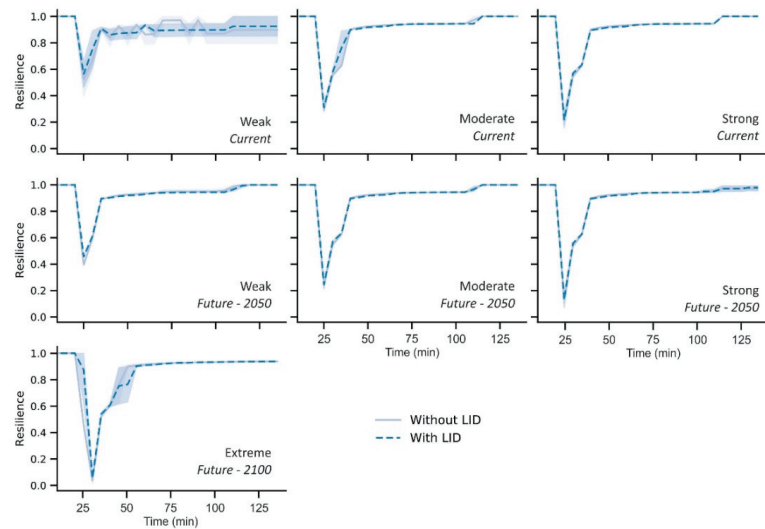 1.0
0.8
0.6
0.4
0.2
0.0
Resilience
Weak
Current
Moderate
Current
Strong
Current
1.0
0.8
0.6
0.4
0.2
0.0
Resilience
Weak
Future - 2050
Moderate
Future - 2050
Strong
Future - 2050
25 50 75 100 125
Time (min)
25 50 75 100 125
Time (min)
1.0
0.8
0.6
0.4
0.2
0.0
Resilience
Extreme
Future - 2100
25 50 75 100 125
Time (min)
Without LID
With LID